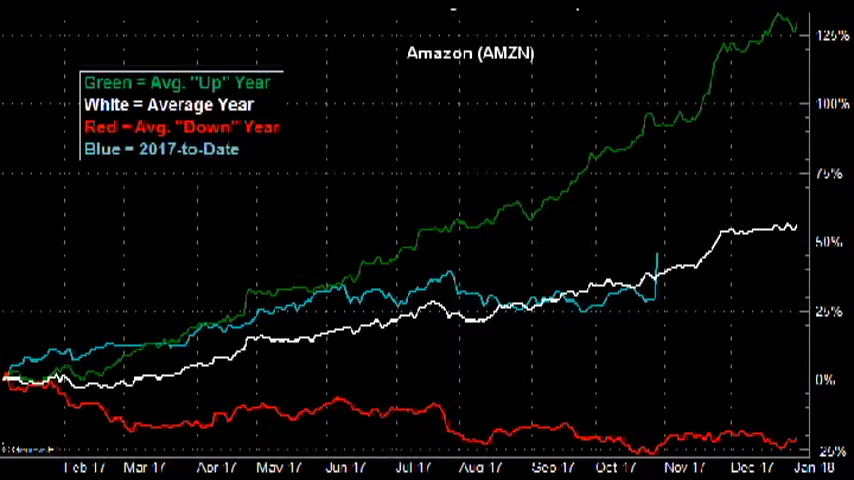 Amazon (AMZN)
Green = Avg. "Up" Year
White = Average Year
Red = Avg. "Down" Year
Blue = 2017-to-Date
125%
100%
75%
50%
25%
0%
-25%
Feb 17 Mar 17 Apr 17 May 17 Jun 17 Jul 17 Aug 17 Sep 17 Oct 17 Nov 17 Dec 17 Jan 18